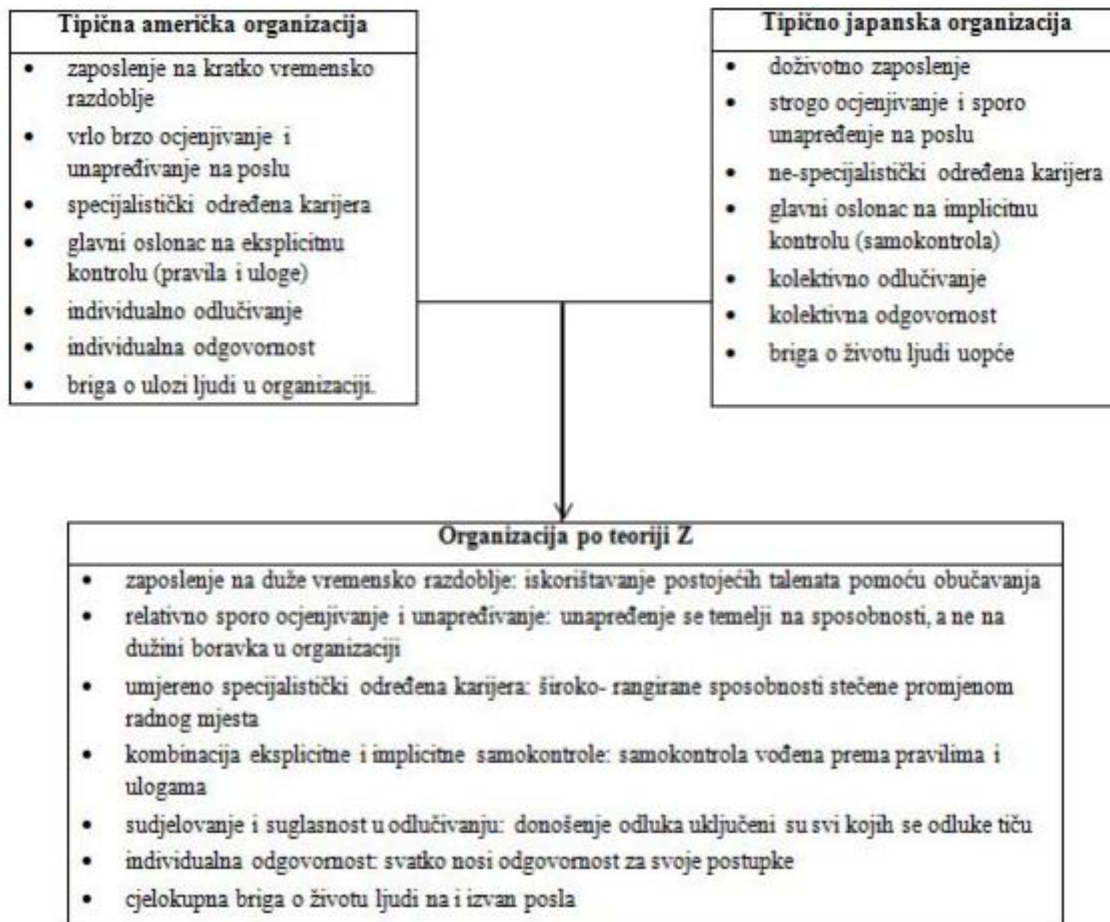 Tipična američka organizacija
• zaposlenje na kratko vremensko
razdoblje
• vrlo brzo ocjenjivanje i
unapređivanje na poslu
• specijalistički određena karijera
• glavni oslonac na eksplicitnu
kontrolu (pravila i uloge)
• individualno odlučivanje
• individualna odgovornost
• briga o ulozi ljudi u organizaciji.
Tipično japanska organizacija
• doživotno zaposlenje
• strogo ocjenjivanje i sporo
unapređenje na poslu
• ne-specijalistički određena karijera
• glavni oslonac na implicitnu
kontrolu (samokontrola)
• kolektivno odlučivanje
• kolektivna odgovornost
• briga o životu ljudi uopće
Organizacija po teoriji Z
• zaposlenje na duže vremensko razdoblje: iskorištavanje postojećih talenata pomoću obučavanja
• relativno sporo ocjenjivanje i unapređivanje: unapređenje se temelji na sposobnosti, a ne na
dužini boravka u organizaciji
• umjereno specijalistički određena karijera: široko- rangirane sposobnosti stečene promjenom
radnog mjesta
• kombinacija eksplicitne i implicitne samokontrole: samokontrola vođena prema pravilima i
ulogama
• sudjelovanje i suglasnost u odlučivanju: donošenje odluka uključeni su svi kojih se odluke tiču
• individualna odgovornost: svatko nosi odgovornost za svoje postupke
• cjelokupna briga o životu ljudi na i izvan posla